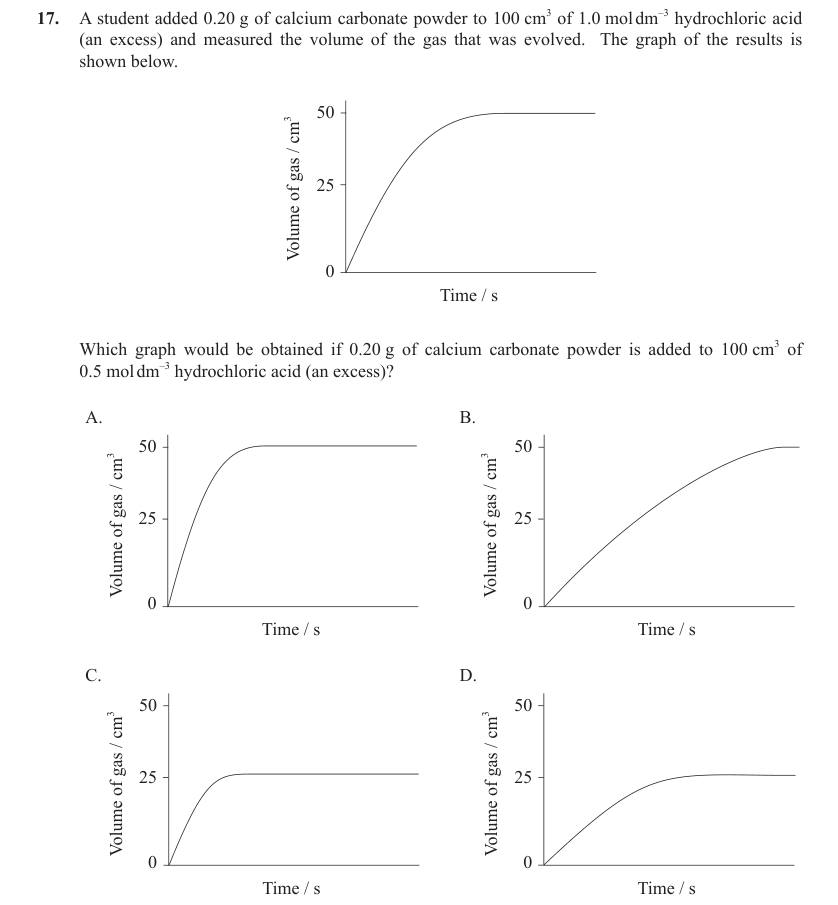 17. A student added 0.20 g of calcium carbonate powder to 100 cm³ of 1.0 mol dm⁻³ hydrochloric acid
(an excess) and measured the volume of the gas that was evolved. The graph of the results is
shown below.
50
25
0
Volume of gas / cm³
Time / s
Which graph would be obtained if 0.20 g of calcium carbonate powder is added to 100 cm³ of
0.5 mol dm⁻³ hydrochloric acid (an excess)?
A.
50
25
0
Volume of gas / cm³
Time / s
B.
50
25
0
Volume of gas / cm³
Time / s
C.
50
25
0
Volume of gas / cm³
Time / s
D.
50
25
0
Volume of gas / cm³
Time / s